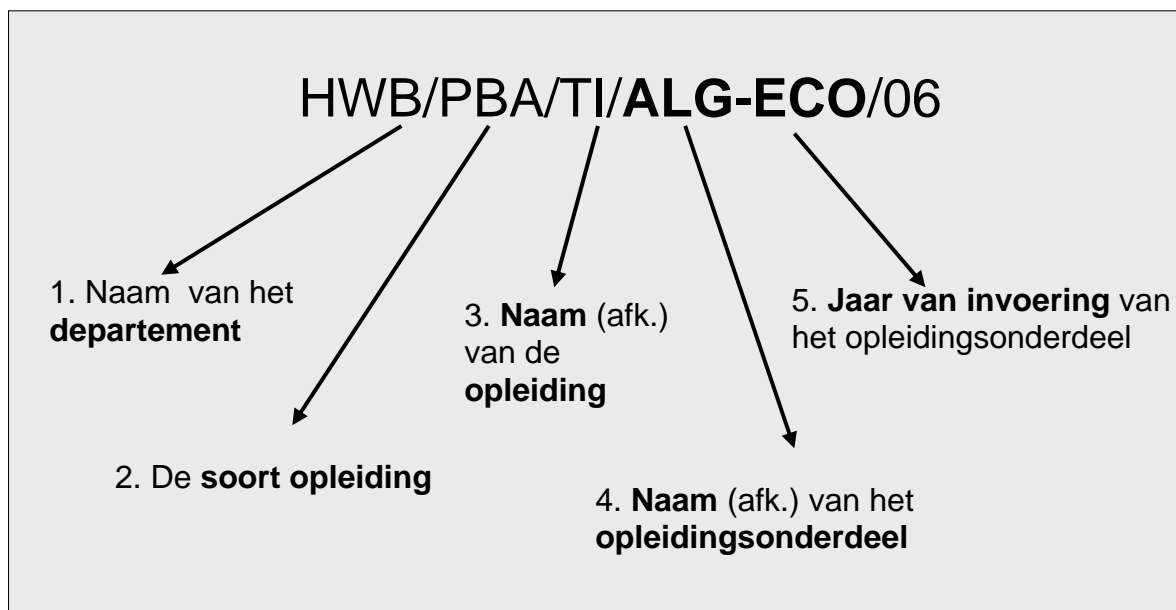 HWB/PBA/TI/ALG-ECO/06
1. Naam van het
departement
2. De soort opleiding
3. Naam (afk.)
van de
opleiding
4. Naam (afk.) van het
opleidingsonderdeel
5. Jaar van invoering van
het opleidingsonderdeel